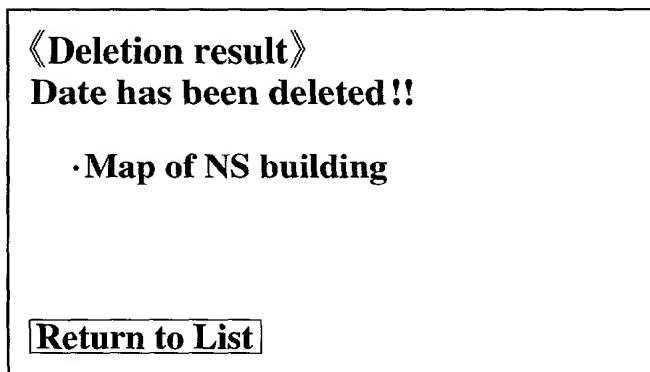 《Deletion result》
Date has been deleted!!
·Map of NS building
Return to List